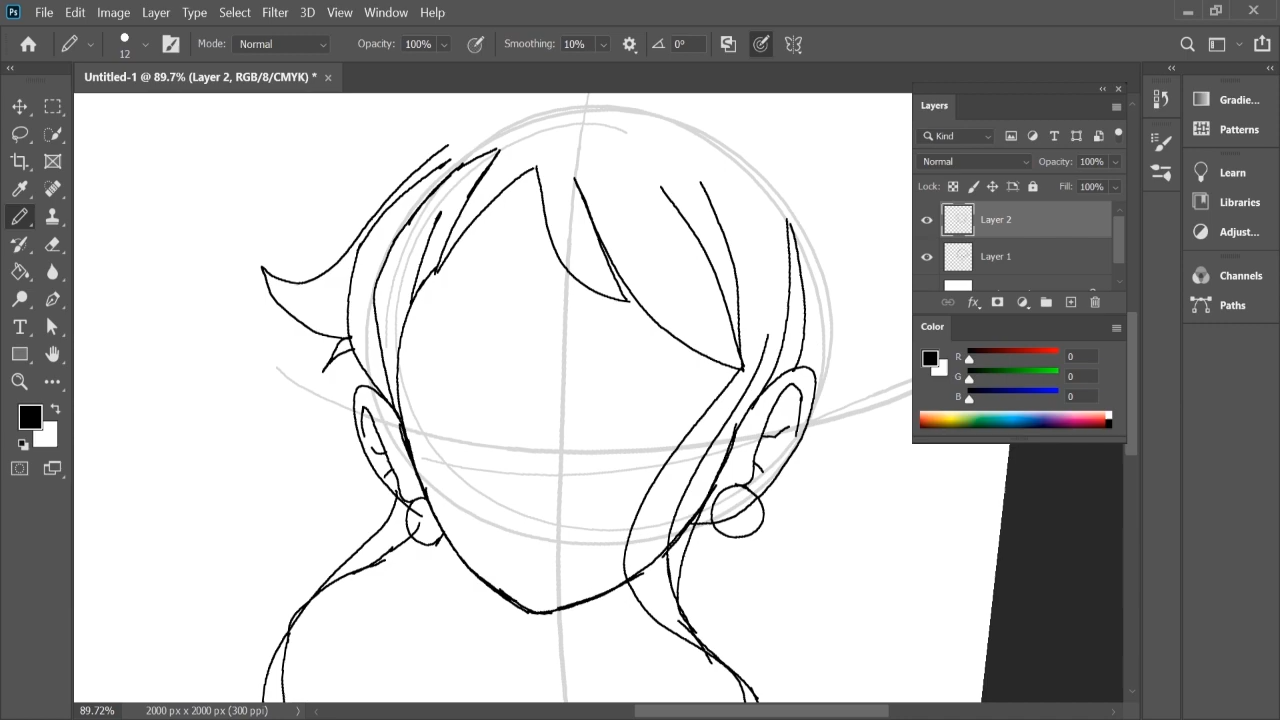 Ps File Edit Image Layer Type Select Filter 3D View Window Help
12 Mode: Normal Opacity: 100% Smoothing: 10% 0°
Untitled-1 @ 89.7% (Layer 2, RGB/8/CMYK) * ×
Layers
Kind
Normal Opacity: 100%
Lock: Fill: 100%
Layer 2
Layer 1
fx
Color
R 0
G 0
B 0
Gradie...
Patterns
Learn
Libraries
Adjust...
Channels
Paths
89.72% 2000 px x 2000 px (300 ppi)